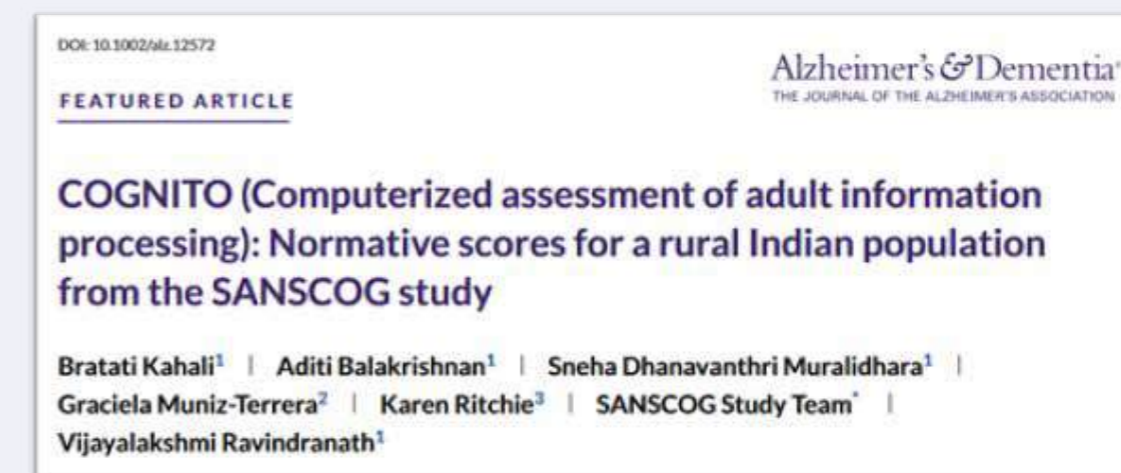 DOI: 10.1002/alz.12572
Alzheimer's & Dementia®
THE JOURNAL OF THE ALZHEIMER'S ASSOCIATION
FEATURED ARTICLE
COGNITO (Computerized assessment of adult information
processing): Normative scores for a rural Indian population
from the SANSCOG study
Bratati Kahali¹ | Aditi Balakrishnan¹ | Sneha Dhanavanthri Muralidhara¹ |
Graciela Muniz-Terrera² | Karen Ritchie³ | SANSCOG Study Team* |
Vijayalakshmi Ravindranath¹